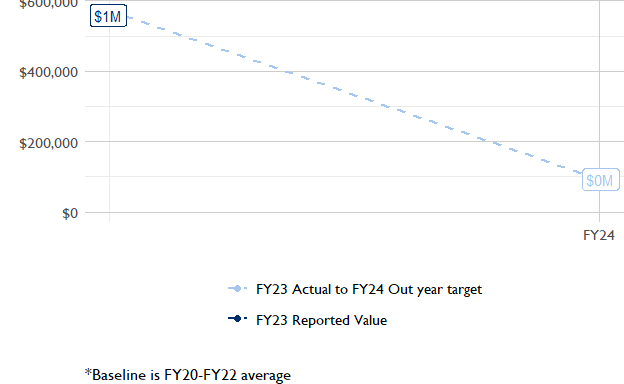 $600,000
$1M
$400,000
$200,000
$0M
$0
FY24
FY23 Actual to FY24 Out year target
FY23 Reported Value
*Baseline is FY20-FY22 average